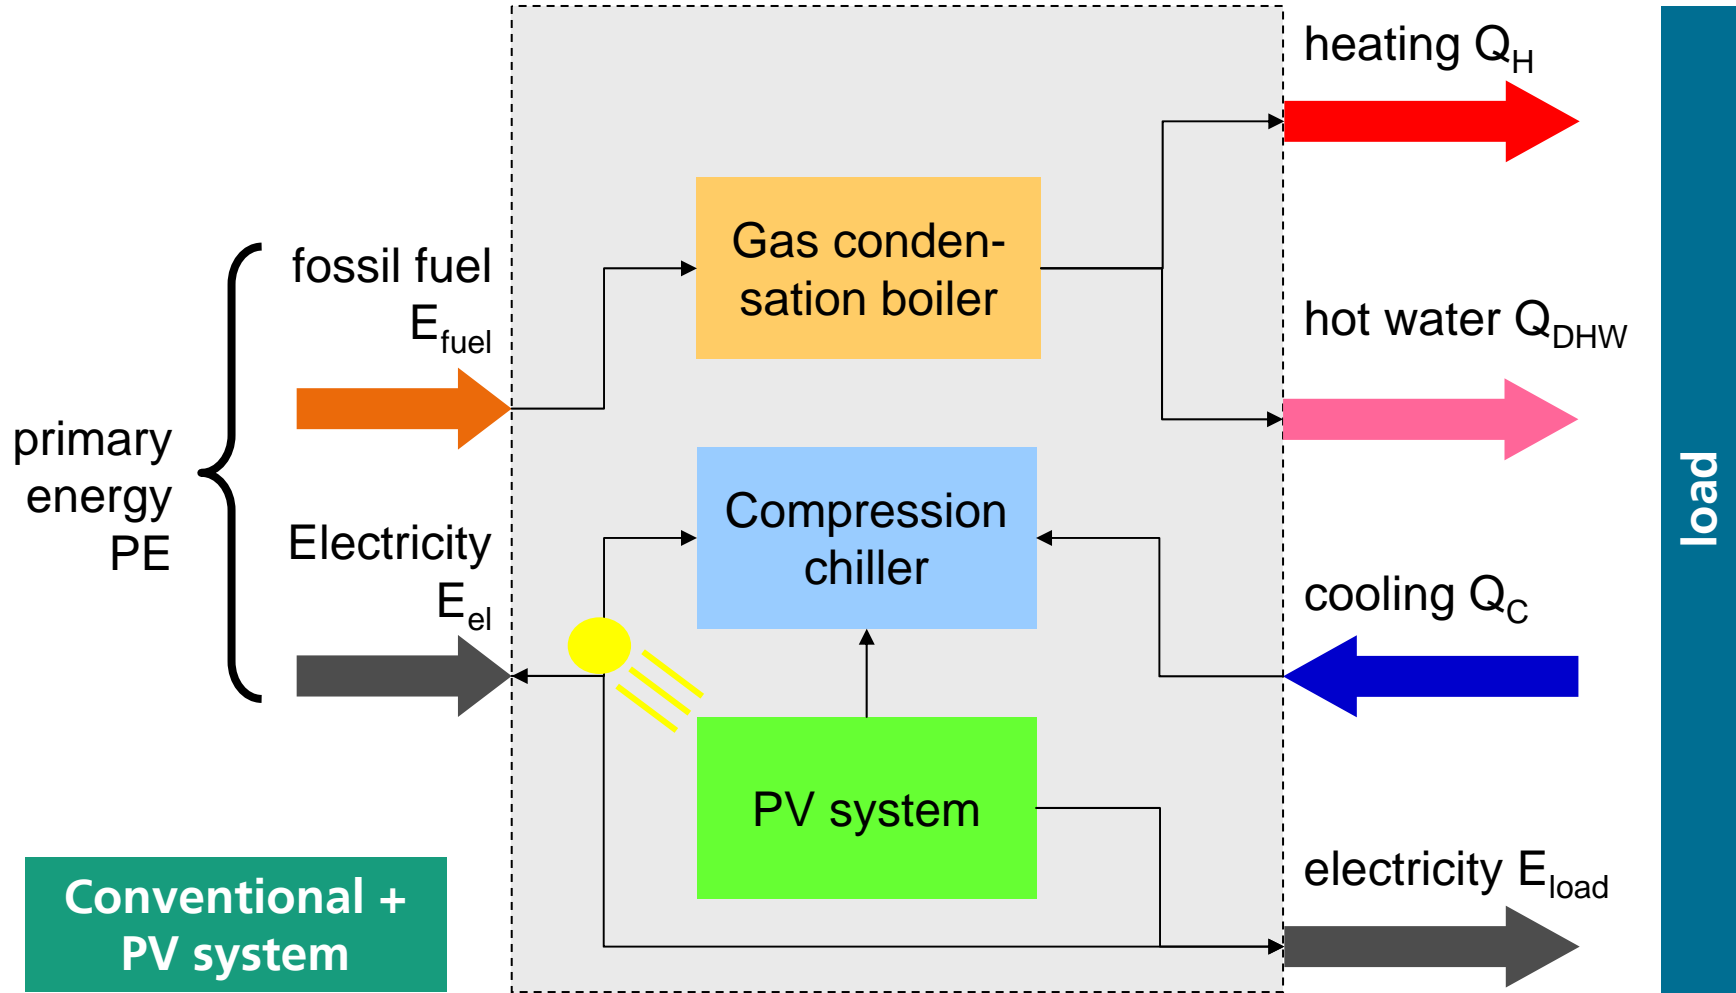 primary
energy
PE
fossil fuel
E_fuel
Electricity
E_el
Gas conden-
sation boiler
Compression
chiller
PV system
heating Q_H
hot water Q_DHW
cooling Q_C
electricity E_load
load
Conventional +
PV system